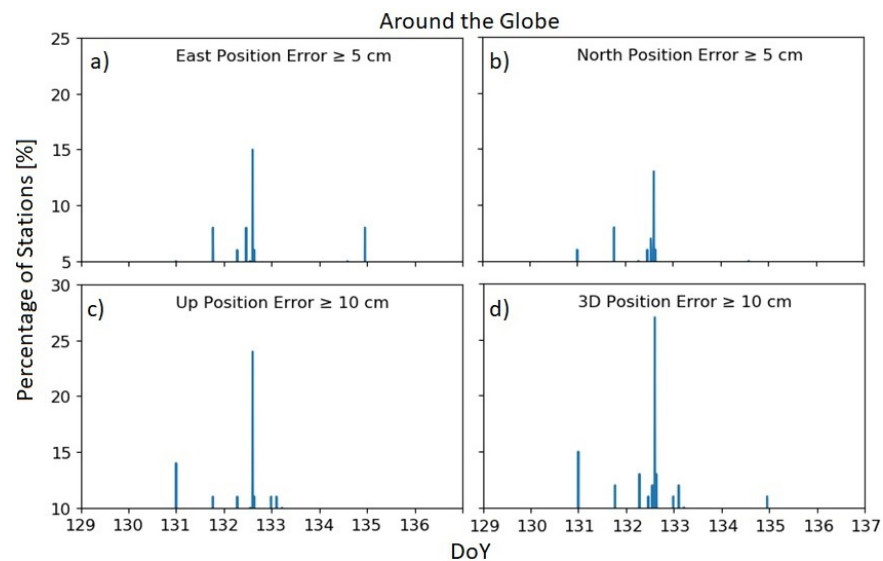 Around the Globe
a) East Position Error ≥ 5 cm
b) North Position Error ≥ 5 cm
25
20
15
10
5
c) Up Position Error ≥ 10 cm
d) 3D Position Error ≥ 10 cm
30
25
20
15
10
Percentage of Stations [%]
129 130 131 132 133 134 135 136
129 130 131 132 133 134 135 136 137
DoY